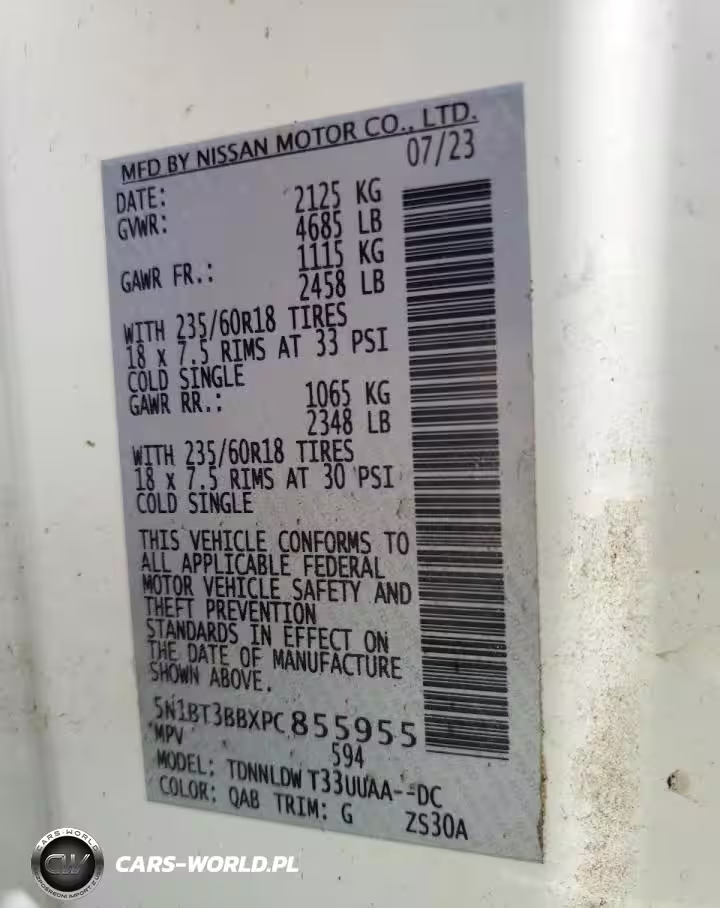 MFD BY NISSAN MOTOR CO., LTD.
DATE: 07/23
GVWR: 2125 KG
4685 LB
GAWR FR.: 1115 KG
2458 LB
WITH 235/60R18 TIRES
18 x 7.5 RIMS AT 33 PSI
COLD SINGLE
GAWR RR.: 1065 KG
2348 LB
WITH 235/60R18 TIRES
18 x 7.5 RIMS AT 30 PSI
COLD SINGLE
THIS VEHICLE CONFORMS TO
ALL APPLICABLE FEDERAL
MOTOR VEHICLE SAFETY AND
THEFT PREVENTION
STANDARDS IN EFFECT ON
THE DATE OF MANUFACTURE
SHOWN ABOVE.
5N1BT3BBXPC855955
MPV 594
MODEL: TDNNLDW T33UUAA--DC
COLOR: QAB TRIM: G ZS30A
CARS-WORLD
CW
CARS-WORLD.PL